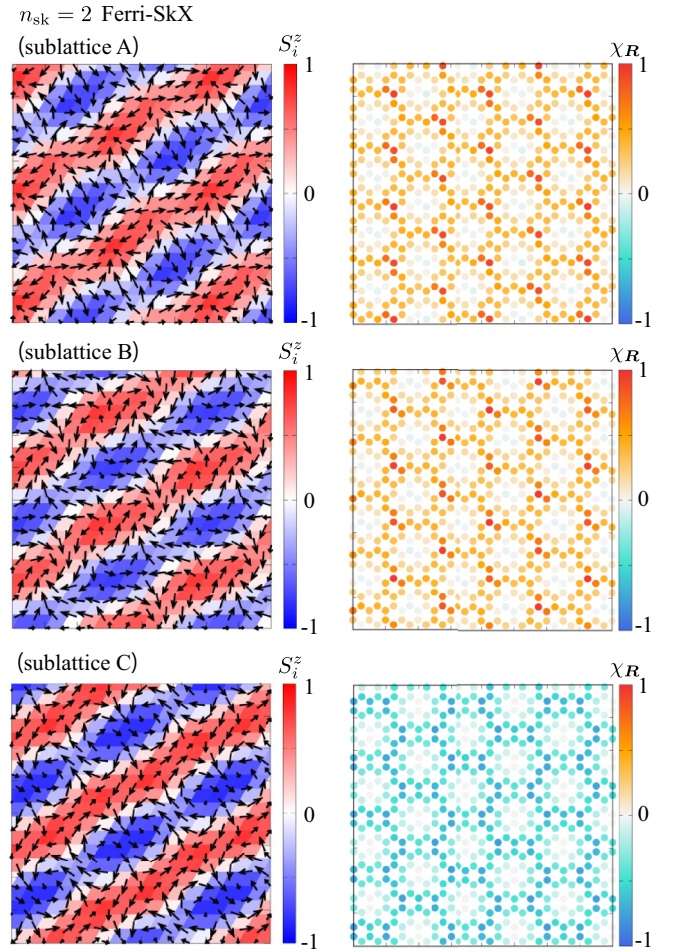 n_sk = 2 Ferri-SkX
(sublattice A)
S_i^z
1
0
-1
χ_R
1
0
-1
(sublattice B)
S_i^z
1
0
-1
χ_R
1
0
-1
(sublattice C)
S_i^z
1
0
-1
χ_R
1
0
-1